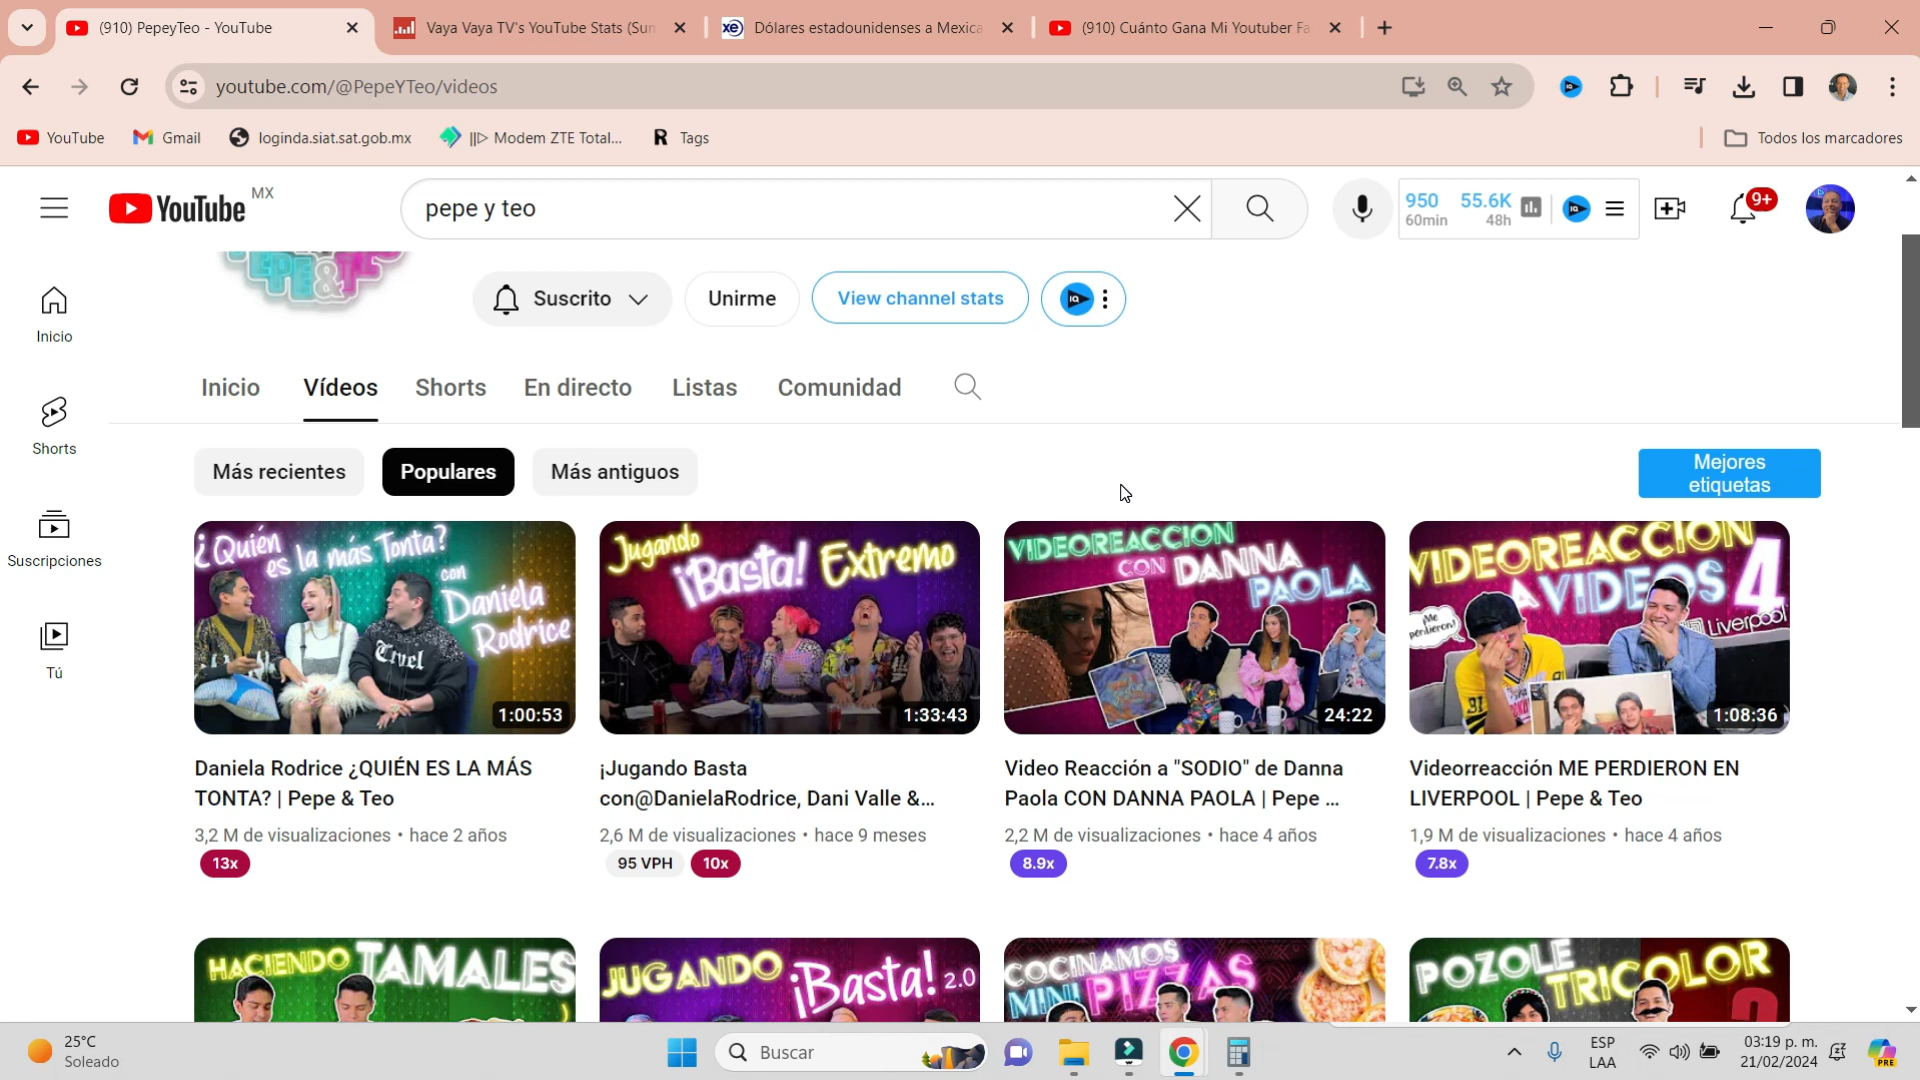 (910) PepeyTeo - YouTube
Vaya Vaya TV's YouTube Stats (Sun
Dólares estadounidenses a Mexica
(910) Cuánto Gana Mi Youtuber Fa
youtube.com/@PepeYTeo/videos
YouTube
Gmail
loginda.siat.sat.gob.mx
||▷ Modem ZTE Total...
Tags
Todos los marcadores
YouTube MX
pepe y teo
950 55.6K
60min 48h
9+
Suscrito
Unirme
View channel stats
Inicio
Shorts
Suscripciones
Tú
Inicio
Vídeos
Shorts
En directo
Listas
Comunidad
Más recientes
Populares
Más antiguos
Mejores
etiquetas
¿Quién
es la más Tonta?
con
Daniela
Rodrice
1:00:53
Jugando
¡Basta! Extremo
1:33:43
VIDEOREACCION
CON DANNA
PAOLA
24:22
VIDEOREACCION
A VIDEOS 4
Me
perdieron!
Liverpool
1:08:36
Daniela Rodrice ¿QUIÉN ES LA MÁS
TONTA? | Pepe & Teo
3,2 M de visualizaciones • hace 2 años
13x
¡Jugando Basta
con@DanielaRodrice, Dani Valle &...
2,6 M de visualizaciones • hace 9 meses
95 VPH
10x
Video Reacción a "SODIO" de Danna
Paola CON DANNA PAOLA | Pepe ...
2,2 M de visualizaciones • hace 4 años
8.9x
Videorreacción ME PERDIERON EN
LIVERPOOL | Pepe & Teo
1,9 M de visualizaciones • hace 4 años
7.8x
HACIENDO TAMALES
JUGANDO ¡Basta! 2.0
COCINAMOS
MINI PIZZAS
POZOLE
TRICOLOR
25°C
Soleado
Buscar
ESP
LAA
03:19 p. m.
21/02/2024
PRE